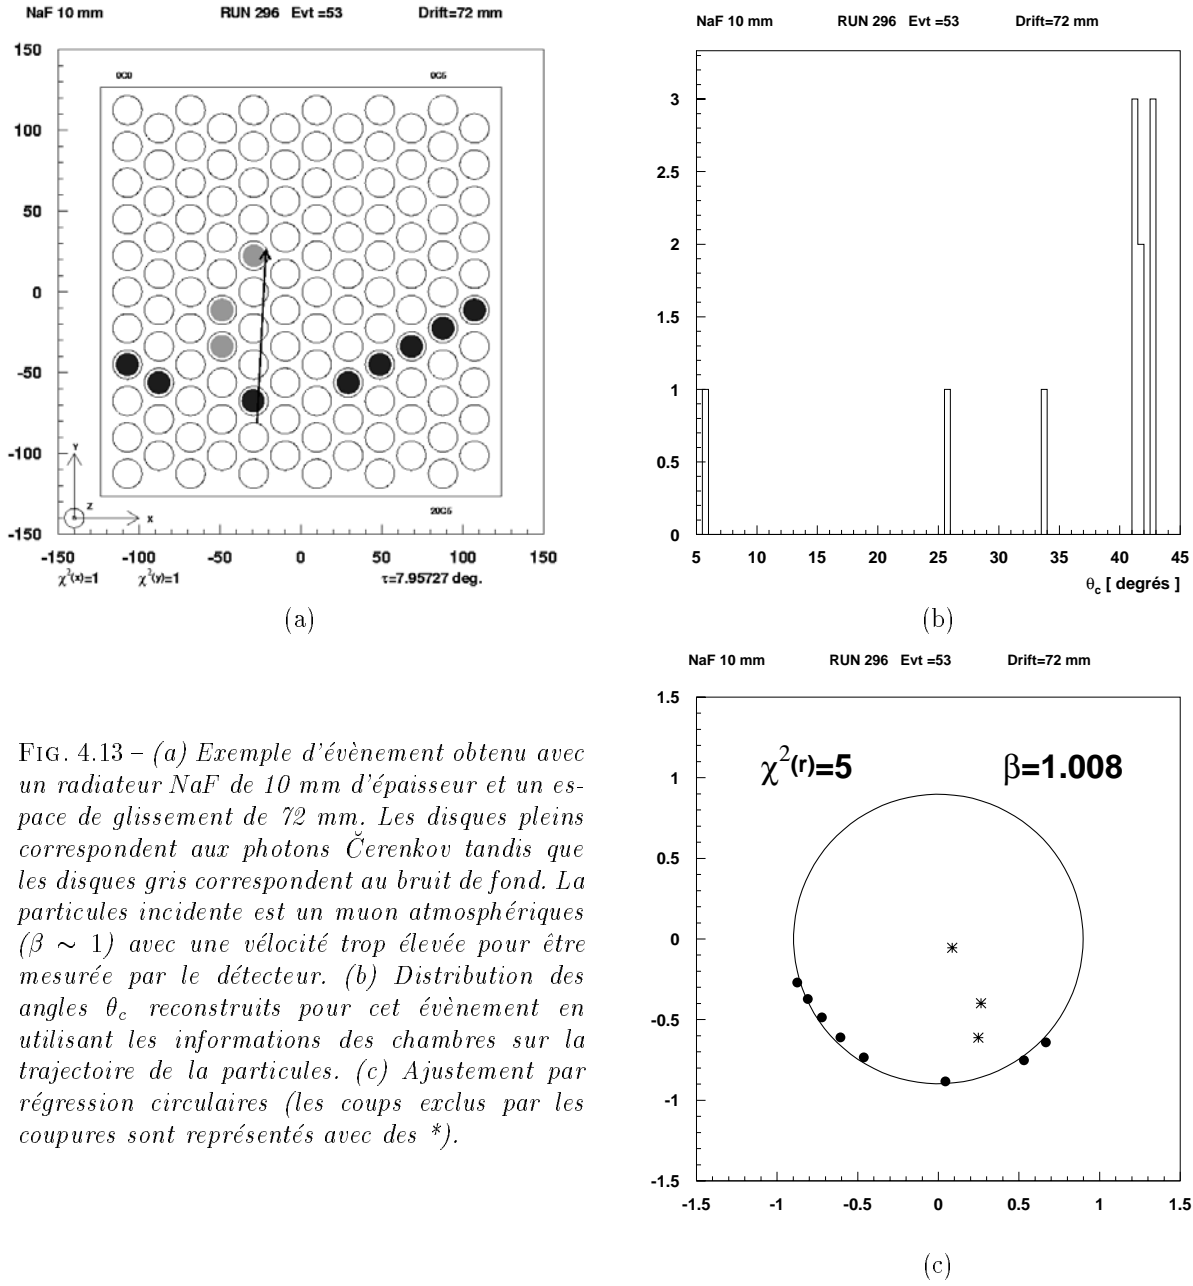 NaF 10 mm RUN 296 Evt =53 Drift=72 mm
150
100
50
0
-50
-100
-150
0G0 0G5
20G5
Y
Z
X
-150 -100 -50 0 50 100 150
χ²(x)=1 χ²(y)=1 τ=7.95727 deg.
(a)
NaF 10 mm RUN 296 Evt =53 Drift=72 mm
3
2.5
2
1.5
1
0.5
0
5 10 15 20 25 30 35 40 45
θc [ degrés ]
(b)
FIG. 4.13 – (a) Exemple d'évènement obtenu avec
un radiateur NaF de 10 mm d'épaisseur et un es-
pace de glissement de 72 mm. Les disques pleins
correspondent aux photons Čerenkov tandis que
les disques gris correspondent au bruit de fond. La
particules incidente est un muon atmosphériques
(β ∼ 1) avec une vélocité trop élevée pour être
mesurée par le détecteur. (b) Distribution des
angles θc reconstruits pour cet évènement en
utilisant les informations des chambres sur la
trajectoire de la particules. (c) Ajustement par
régression circulaires (les coups exclus par les
coupures sont représentés avec des *).
NaF 10 mm RUN 296 Evt =53 Drift=72 mm
1.5
1
0.5
0
-0.5
-1
-1.5
χ²(r)=5 β=1.008
-1.5 -1 -0.5 0 0.5 1 1.5
(c)